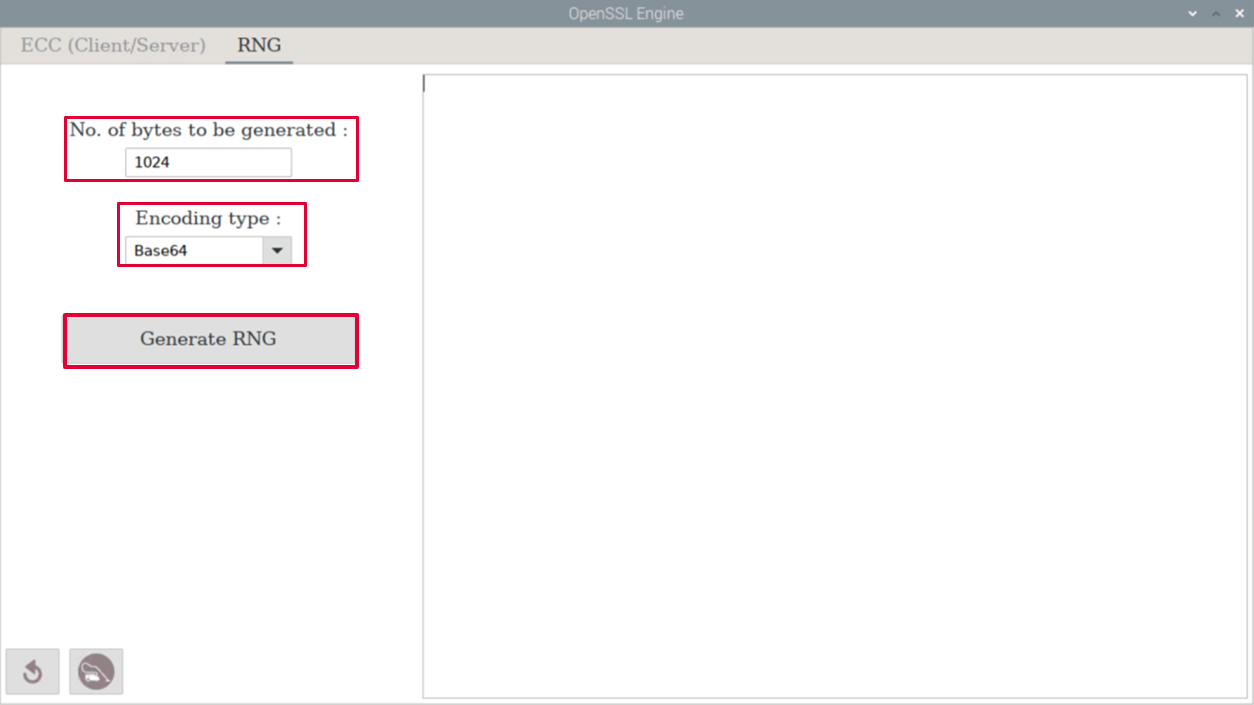 OpenSSL Engine
ECC (Client/Server) RNG
No. of bytes to be generated :
1024
Encoding type :
Base64
Generate RNG